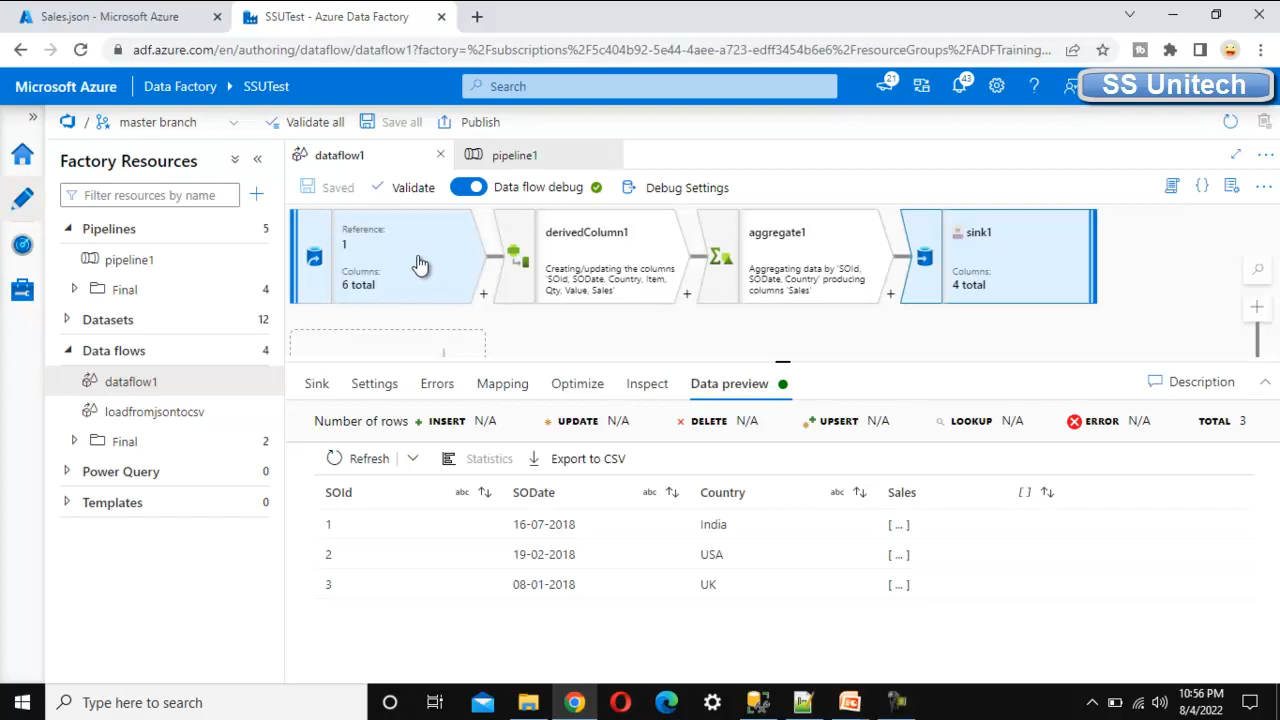 Sales.json - Microsoft Azure
SSUTest - Azure Data Factory
adf.azure.com/en/authoring/dataflow/dataflow1?factory=%2Fsubscriptions%2F5c404b92-5e44-4aee-a723-edff3454b6e6%2FresourceGroups%2FADFTraining...
Microsoft Azure
Data Factory
SSUTest
Search
21
43
SS Unitech
master branch
Validate all
Save all
Publish
Factory Resources
Filter resources by name
Pipelines 5
pipeline1
Final 4
Datasets 12
Data flows 4
dataflow1
loadfromjsontocsv
Final 2
Power Query 0
Templates 0
dataflow1
pipeline1
Saved
Validate
Data flow debug
Debug Settings
Reference:
1
Columns:
6 total
derivedColumn1
Creating/updating the columns
'SOId, SODate, Country, Item,
Qty, Value, Sales'
aggregate1
Aggregating data by 'SOId,
SODate, Country' producing
columns 'Sales'
sink1
Columns:
4 total
Sink
Settings
Errors
Mapping
Optimize
Inspect
Data preview
Description
Number of rows + INSERT N/A * UPDATE N/A × DELETE N/A UPSERT N/A LOOKUP N/A ERROR N/A TOTAL 3
Refresh
Statistics
Export to CSV
SOId abc SODate abc Country abc Sales [ ]
1 16-07-2018 India [ ... ]
2 19-02-2018 USA [ ... ]
3 08-01-2018 UK [ ... ]
Type here to search
10:56 PM
8/4/2022